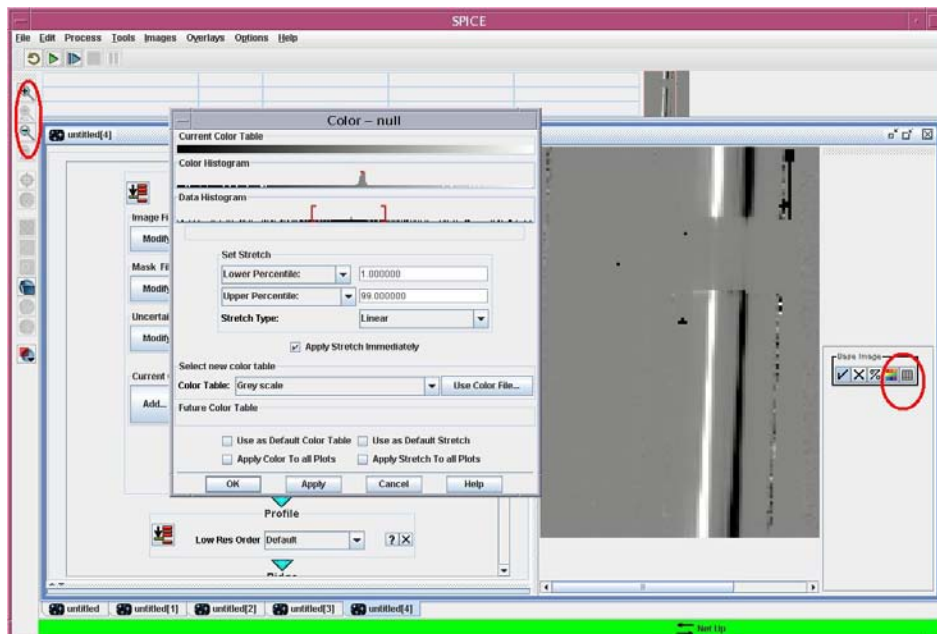 SPICE
File Edit Process Tools Images Overlays Options Help
untitled[4]
Color – null
Current Color Table
Color Histogram
Data Histogram
Set Stretch
Lower Percentile: 1.000000
Upper Percentile: 99.000000
Stretch Type: Linear
Apply Stretch Immediately
Select new color table
Color Table: Grey scale Use Color File...
Future Color Table
Use as Default Color Table Use as Default Stretch
Apply Color To all Plots Apply Stretch To all Plots
OK Apply Cancel Help
Image Fi
Modify
Mask Fi
Modify
Uncertai
Modify
Current
Add...
Base Image
Profile
Low Res Order Default ?
Ridge
untitled untitled[1] untitled[2] untitled[3] untitled[4]
Net Up